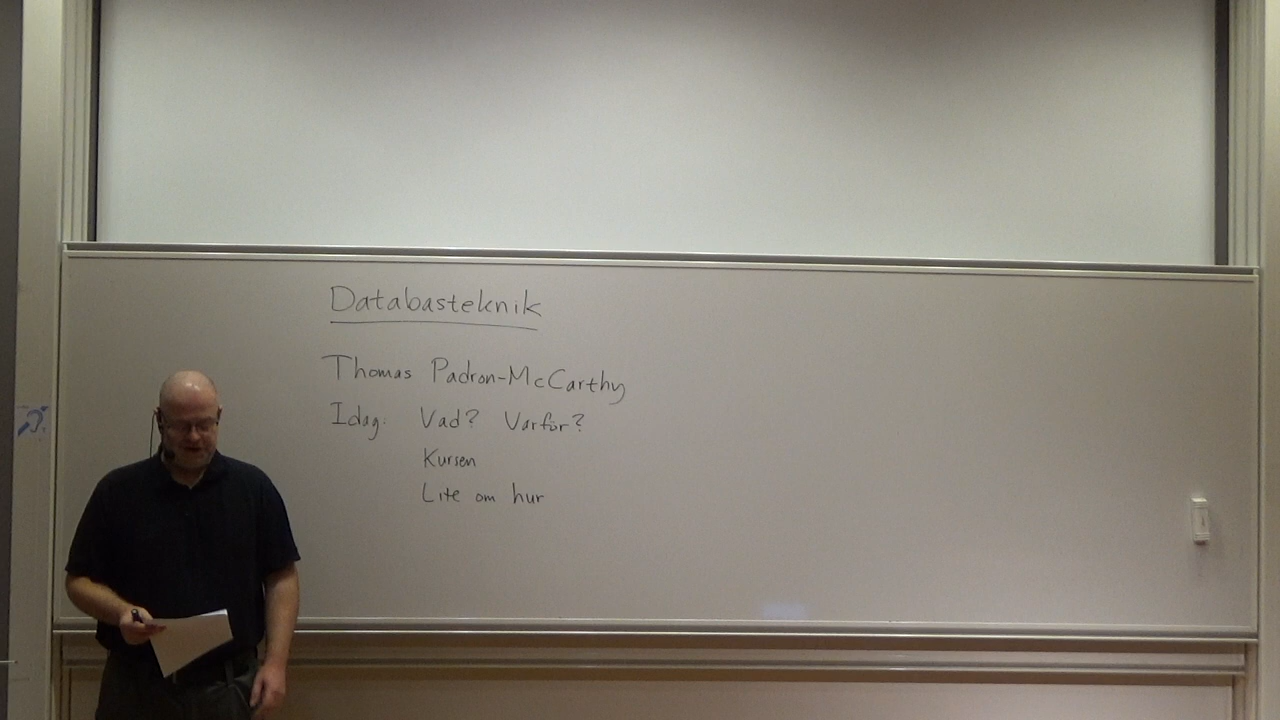 Databasteknik
Thomas Padron-McCarthy
Idag: Vad? Varför?
Kursen
Lite om hur